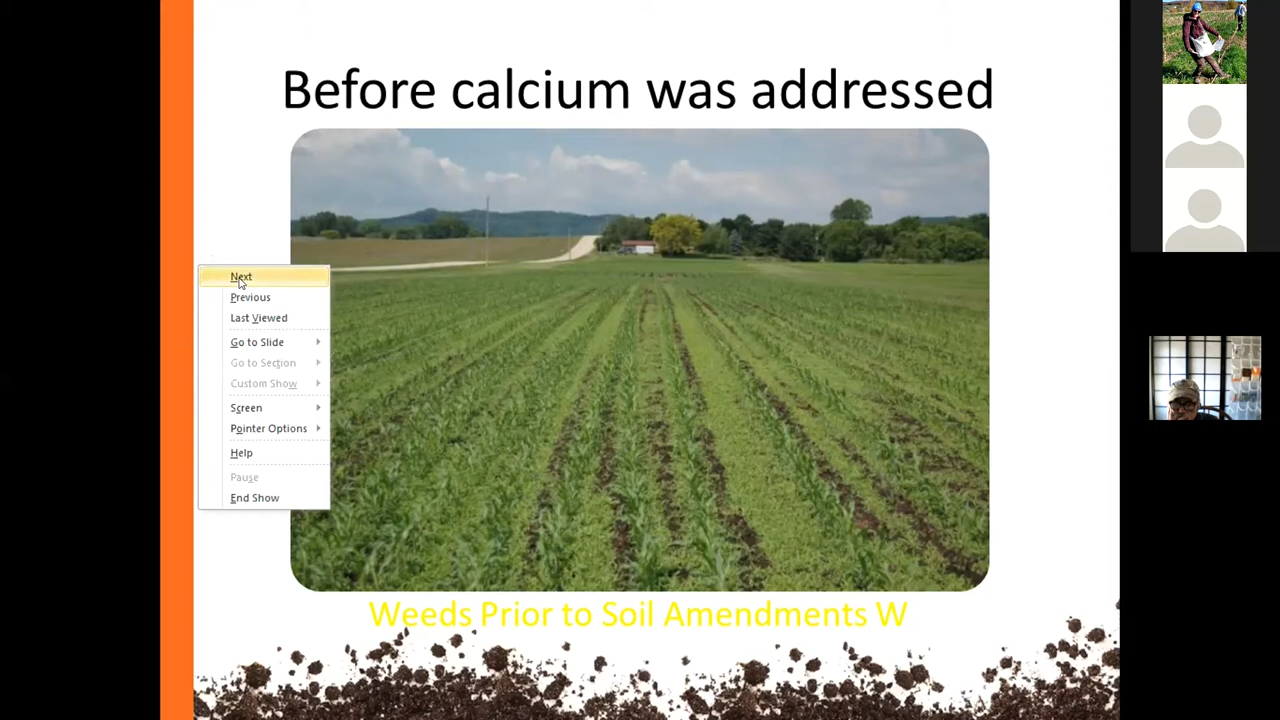 Before calcium was addressed
Next
Previous
Last Viewed
Go to Slide
Go to Section
Custom Show
Screen
Pointer Options
Help
Pause
End Show
Weeds Prior to Soil Amendments W